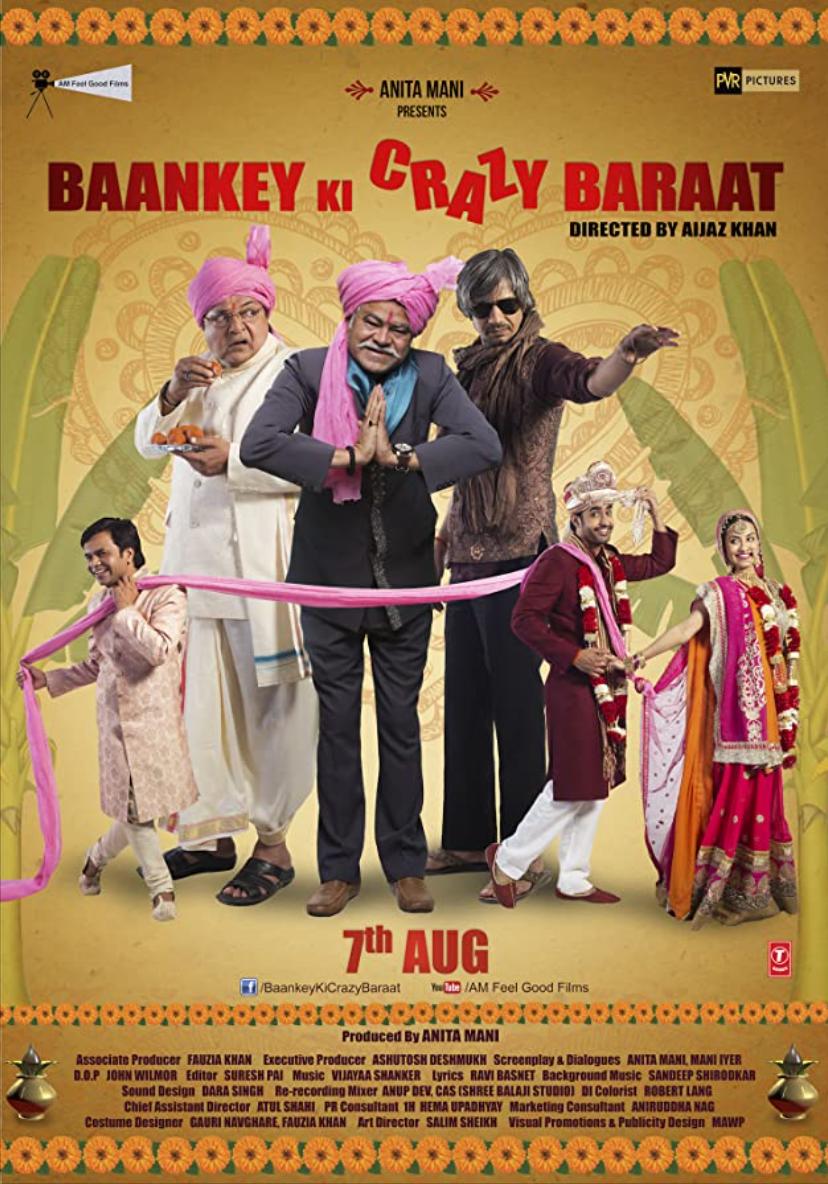 AM Feel Good Films
ANITA MANI
PRESENTS
PVR PICTURES
BAANKEY KI CRAZY BARAAT
DIRECTED BY AIJAZ KHAN
7th AUG
T
SERIES
f /BaankeyKiCrazyBaraat YouTube /AM Feel Good Films
Produced By ANITA MANI
Associate Producer FAUZIA KHAN Executive Producer ASHUTOSH DESHMUKH Screenplay & Dialogues ANITA MANI, MANI IYER
D.O.P JOHN WILMOR Editor SURESH PAI Music VIJAYAA SHANKER Lyrics RAVI BASNET Background Music SANDEEP SHIRODKAR
Sound Design DARA SINGH Re-recording Mixer ANUP DEV, CAS (SHREE BALAJI STUDIO) DI Colorist ROBERT LANG
Chief Assistant Director ATUL SHAHI PR Consultant 1H HEMA UPADHYAY Marketing Consultant ANIRUDDHA NAG
Costume Designer GAURI NAVGHARE, FAUZIA KHAN Art Director SALIM SHEIKH Visual Promotions & Publicity Design MAWP